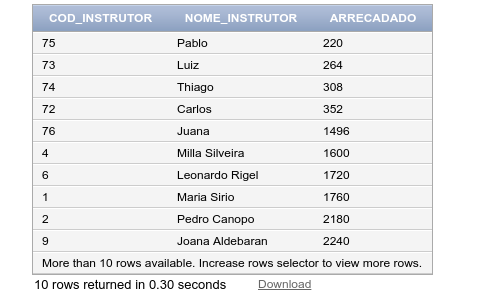 COD_INSTRUTOR NOME_INSTRUTOR ARRECADADO
75 Pablo 220
73 Luiz 264
74 Thiago 308
72 Carlos 352
76 Juana 1496
4 Milla Silveira 1600
6 Leonardo Rigel 1720
1 Maria Sirio 1760
2 Pedro Canopo 2180
9 Joana Aldebaran 2240
More than 10 rows available. Increase rows selector to view more rows.
10 rows returned in 0.30 seconds Download